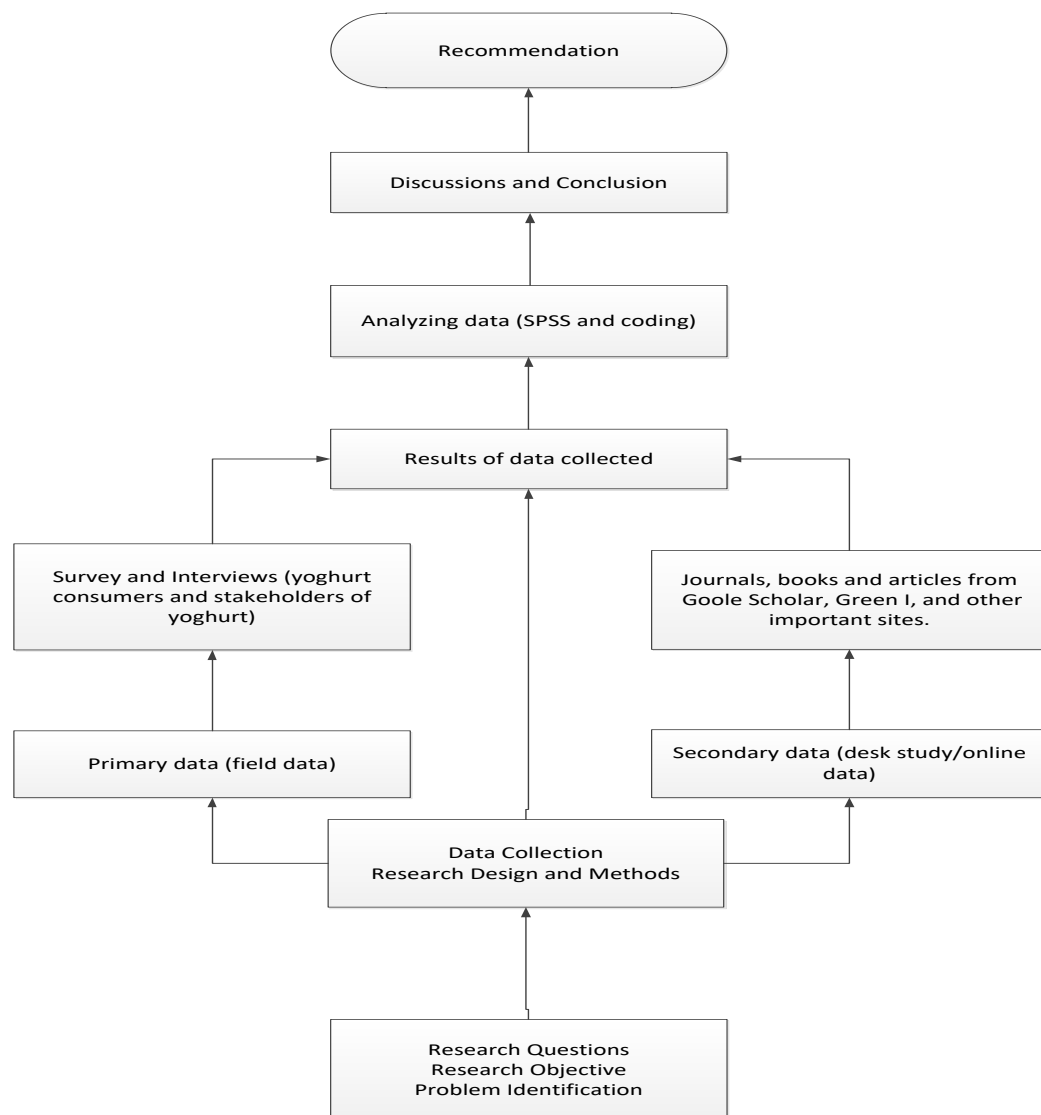 Recommendation
Discussions and Conclusion
Analyzing data (SPSS and coding)
Results of data collected
Survey and Interviews (yoghurt
consumers and stakeholders of
yoghurt)
Journals, books and articles from
Goole Scholar, Green I, and other
important sites.
Primary data (field data)
Secondary data (desk study/online
data)
Data Collection
Research Design and Methods
Research Questions
Research Objective
Problem Identification